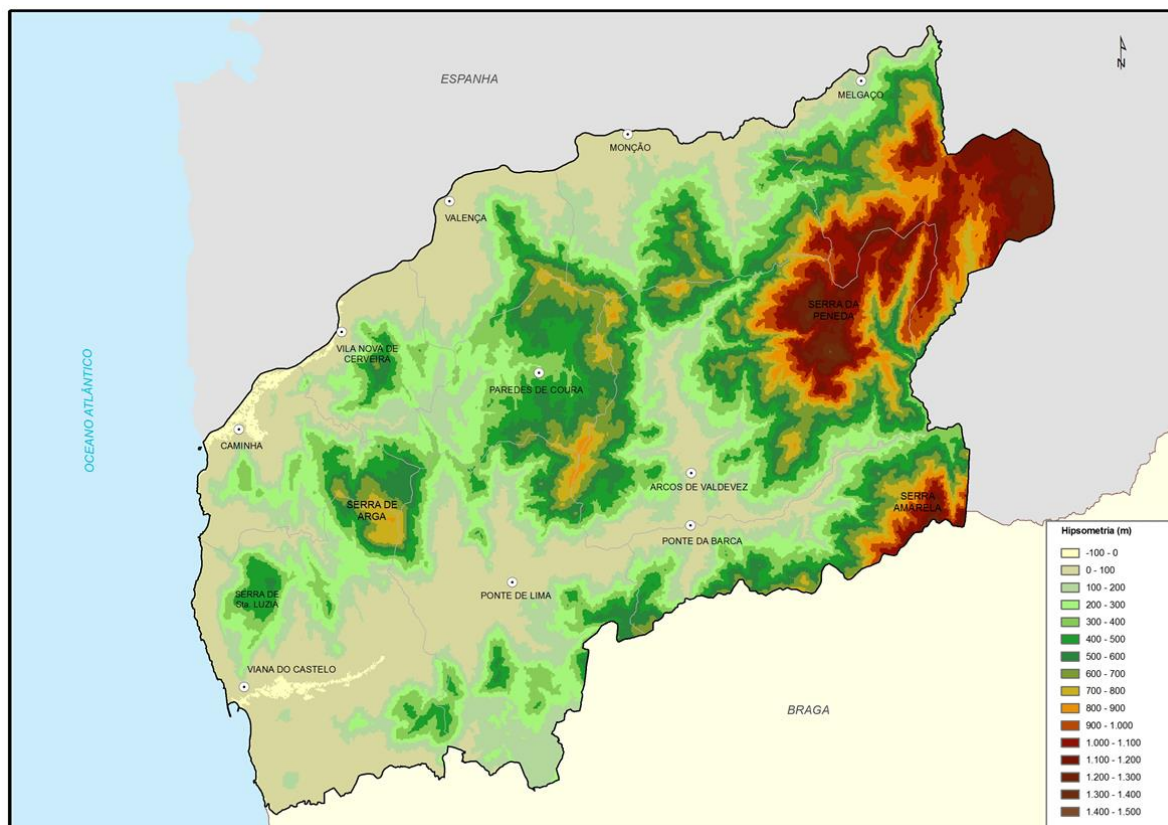 ESPANHA
N
MELGAÇO
MONÇÃO
VALENÇA
SERRA DA
PENEDA
VILA NOVA DE
CERVEIRA
OCEANO ATLÂNTICO
PAREDES DE COURA
CAMINHA
ARCOS DE VALDEVEZ
SERRA DE
ARGA
SERRA
AMARELA
PONTE DA BARCA
SERRA DE
Sta. LUZIA
PONTE DE LIMA
VIANA DO CASTELO
BRAGA
Hipsometria (m)
-100 - 0
0 - 100
100 - 200
200 - 300
300 - 400
400 - 500
500 - 600
600 - 700
700 - 800
800 - 900
900 - 1.000
1.000 - 1.100
1.100 - 1.200
1.200 - 1.300
1.300 - 1.400
1.400 - 1.500